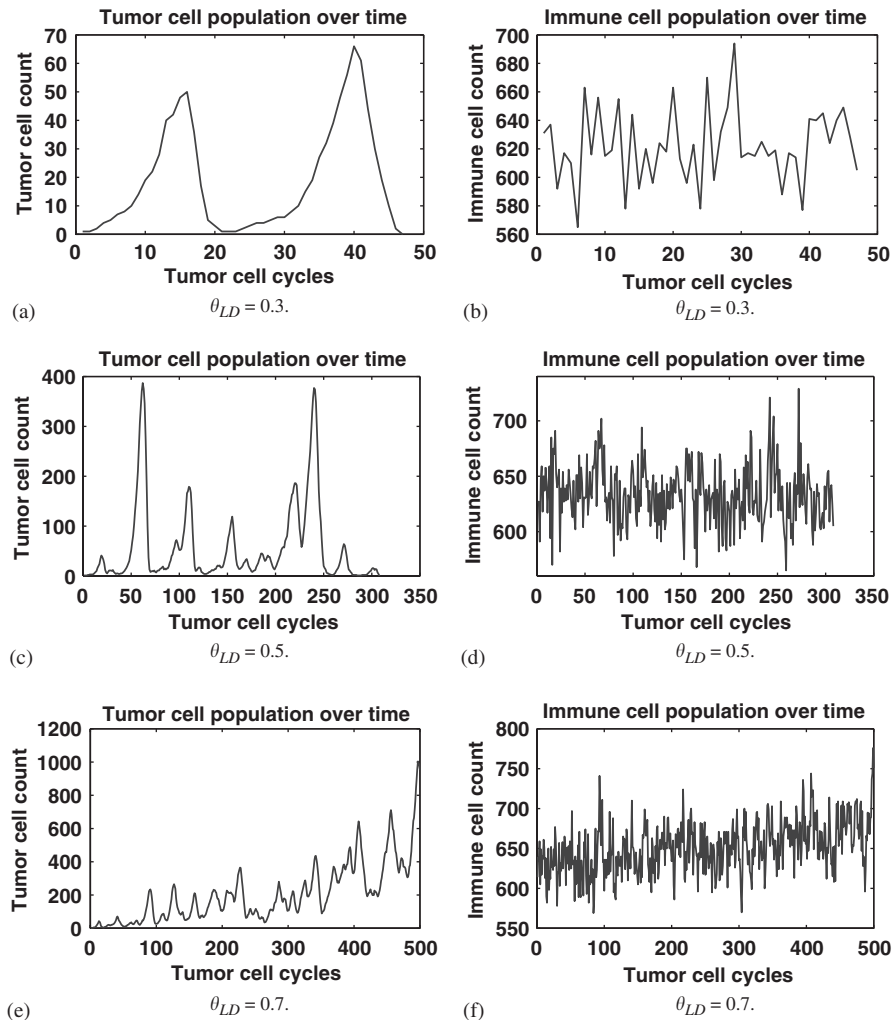 Tumor cell population over time
Tumor cell count
70
60
50
40
30
20
10
0
0 10 20 30 40 50
Tumor cell cycles
(a) θLD = 0.3.
Immune cell population over time
Immune cell count
700
680
660
640
620
600
580
560
0 10 20 30 40 50
Tumor cell cycles
(b) θLD = 0.3.
Tumor cell population over time
Tumor cell count
400
300
200
100
0
0 50 100 150 200 250 300 350
Tumor cell cycles
(c) θLD = 0.5.
Immune cell population over time
Immune cell count
700
650
600
0 50 100 150 200 250 300 350
Tumor cell cycles
(d) θLD = 0.5.
Tumor cell population over time
Tumor cell count
1200
1000
800
600
400
200
0
0 100 200 300 400 500
Tumor cell cycles
(e) θLD = 0.7.
Immune cell population over time
Immune cell count
800
750
700
650
600
550
0 100 200 300 400 500
Tumor cell cycles
(f) θLD = 0.7.